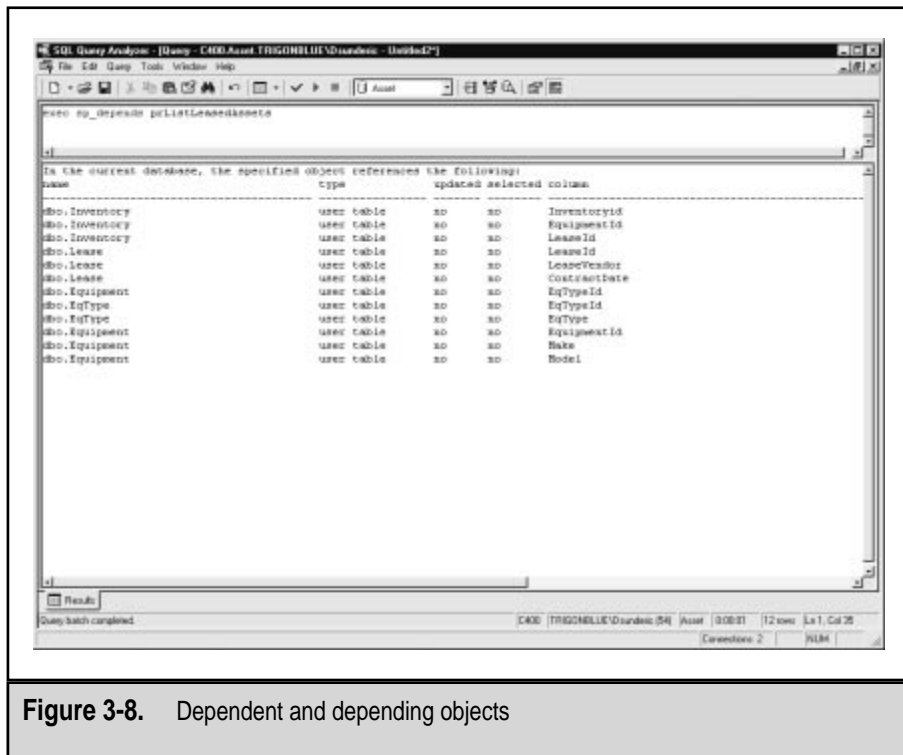 SQL Query Analyzer - [Query - C400.Asset.TRIGONBLUE\Dsunderic - Untitled2*]
File Edit Query Tools Window Help
Asset
exec sp_depends prListLeasedAssets
In the current database, the specified object references the following:
name type updated selected column
dbo.Inventory user table no no Inventoryid
dbo.Inventory user table no no EquipmentId
dbo.Inventory user table no no LeaseId
dbo.Lease user table no no LeaseId
dbo.Lease user table no no LeaseVendor
dbo.Lease user table no no ContractDate
dbo.Equipment user table no no EqTypeId
dbo.EqType user table no no EqTypeId
dbo.EqType user table no no EqType
dbo.Equipment user table no no EquipmentId
dbo.Equipment user table no no Make
dbo.Equipment user table no no Model
Results
Query batch completed. C400 TRIGONBLUE\Dsunderic (54) Asset 0:00:01 12 rows Ln 1, Col 35
Connections: 2 NUM
Figure 3-8. Dependent and depending objects